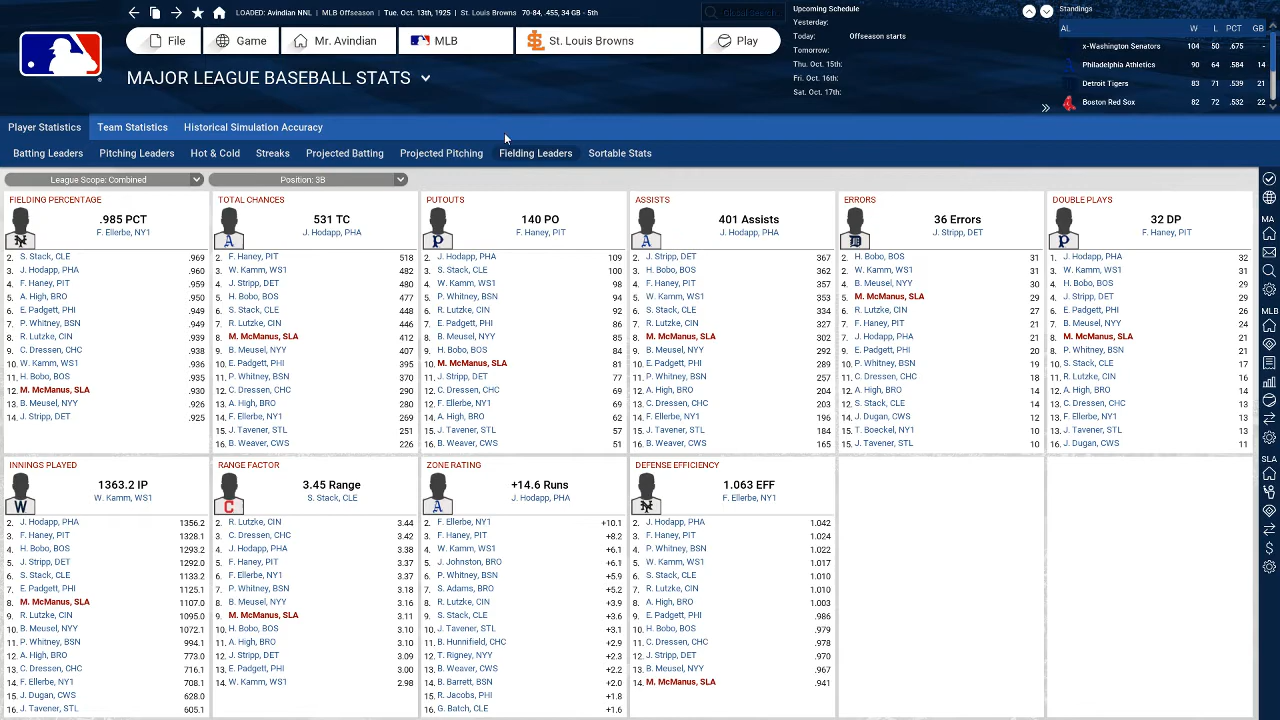 LOADED: Avindian NNL | MLB Offseason | Tue. Oct. 13th, 1925 | St. Louis Browns 70-84, .455, 34 GB - 5th
Global Search...
Upcoming Schedule
Yesterday:
Today: Offseason starts
Tomorrow:
Thu. Oct. 15th:
Fri. Oct. 16th:
Sat. Oct. 17th:
Standings
AL W L PCT GB
x-Washington Senators 104 50 .675 -
Philadelphia Athletics 90 64 .584 14
Detroit Tigers 83 71 .539 21
Boston Red Sox 82 72 .532 22
File Game Mr. Avindian MLB St. Louis Browns Play
MAJOR LEAGUE BASEBALL STATS
Player Statistics Team Statistics Historical Simulation Accuracy
Batting Leaders Pitching Leaders Hot & Cold Streaks Projected Batting Projected Pitching Fielding Leaders Sortable Stats
League Scope: Combined Position: 3B
FIELDING PERCENTAGE
.985 PCT
F. Ellerbe, NY1
2. S. Stack, CLE .969
3. J. Hodapp, PHA .960
4. F. Haney, PIT .959
5. A. High, BRO .950
6. E. Padgett, PHI .949
7. P. Whitney, BSN .949
8. R. Lutzke, CIN .939
9. C. Dressen, CHC .938
10. W. Kamm, WS1 .936
11. H. Bobo, BOS .935
12. M. McManus, SLA .930
13. B. Meusel, NYY .926
14. J. Stripp, DET .925
TOTAL CHANCES
531 TC
J. Hodapp, PHA
2. F. Haney, PIT 518
3. W. Kamm, WS1 482
4. J. Stripp, DET 480
5. H. Bobo, BOS 477
6. S. Stack, CLE 448
7. R. Lutzke, CIN 446
8. M. McManus, SLA 412
9. B. Meusel, NYY 407
10. E. Padgett, PHI 395
11. P. Whitney, BSN 370
12. C. Dressen, CHC 290
13. A. High, BRO 280
14. F. Ellerbe, NY1 269
15. J. Tavener, STL 251
16. B. Weaver, CWS 226
PUTOUTS
140 PO
F. Haney, PIT
2. J. Hodapp, PHA 109
3. S. Stack, CLE 100
4. W. Kamm, WS1 98
5. P. Whitney, BSN 94
6. R. Lutzke, CIN 92
7. E. Padgett, PHI 86
8. B. Meusel, NYY 85
9. H. Bobo, BOS 84
10. M. McManus, SLA 81
11. J. Stripp, DET 77
12. C. Dressen, CHC 69
13. F. Ellerbe, NY1 69
14. A. High, BRO 62
15. J. Tavener, STL 57
16. B. Weaver, CWS 51
ASSISTS
401 Assists
J. Hodapp, PHA
2. J. Stripp, DET 367
3. H. Bobo, BOS 362
4. F. Haney, PIT 357
5. W. Kamm, WS1 353
6. S. Stack, CLE 334
7. R. Lutzke, CIN 327
8. M. McManus, SLA 302
9. B. Meusel, NYY 292
10. E. Padgett, PHI 289
11. P. Whitney, BSN 257
12. A. High, BRO 204
13. C. Dressen, CHC 203
14. F. Ellerbe, NY1 196
15. J. Tavener, STL 184
16. B. Weaver, CWS 165
ERRORS
36 Errors
J. Stripp, DET
2. H. Bobo, BOS 31
2. W. Kamm, WS1 31
4. B. Meusel, NYY 30
5. M. McManus, SLA 29
6. R. Lutzke, CIN 27
7. F. Haney, PIT 21
7. J. Hodapp, PHA 21
9. E. Padgett, PHI 20
10. P. Whitney, BSN 19
11. C. Dressen, CHC 18
12. A. High, BRO 14
12. S. Stack, CLE 14
14. J. Dugan, CWS 12
15. T. Boeckel, NY1 10
15. J. Tavener, STL 10
DOUBLE PLAYS
32 DP
F. Haney, PIT
1. J. Hodapp, PHA 32
3. W. Kamm, WS1 31
4. H. Bobo, BOS 29
4. J. Stripp, DET 29
6. E. Padgett, PHI 26
7. B. Meusel, NYY 24
8. M. McManus, SLA 21
8. P. Whitney, BSN 21
10. S. Stack, CLE 17
11. R. Lutzke, CIN 16
12. A. High, BRO 14
13. C. Dressen, CHC 13
13. F. Ellerbe, NY1 13
13. J. Tavener, STL 13
16. J. Dugan, CWS 11
INNINGS PLAYED
1363.2 IP
W. Kamm, WS1
2. J. Hodapp, PHA 1356.2
3. F. Haney, PIT 1328.1
4. H. Bobo, BOS 1293.2
5. J. Stripp, DET 1292.0
6. S. Stack, CLE 1133.2
7. E. Padgett, PHI 1125.1
8. M. McManus, SLA 1107.0
9. R. Lutzke, CIN 1095.0
10. B. Meusel, NYY 1072.1
11. P. Whitney, BSN 994.1
12. A. High, BRO 773.0
13. C. Dressen, CHC 716.1
14. F. Ellerbe, NY1 708.1
15. J. Dugan, CWS 628.0
16. J. Tavener, STL 605.1
RANGE FACTOR
3.45 Range
S. Stack, CLE
2. R. Lutzke, CIN 3.44
3. C. Dressen, CHC 3.42
4. J. Hodapp, PHA 3.38
5. F. Haney, PIT 3.37
6. F. Ellerbe, NY1 3.37
7. P. Whitney, BSN 3.18
8. B. Meusel, NYY 3.16
9. M. McManus, SLA 3.11
10. H. Bobo, BOS 3.10
11. A. High, BRO 3.10
12. J. Stripp, DET 3.09
13. E. Padgett, PHI 3.00
14. W. Kamm, WS1 2.98
ZONE RATING
+14.6 Runs
J. Hodapp, PHA
2. F. Ellerbe, NY1 +10.1
3. F. Haney, PIT +8.2
4. W. Kamm, WS1 +6.1
5. J. Johnston, BRO +6.1
6. P. Whitney, BSN +5.9
7. S. Adams, BRO +5.2
8. R. Lutzke, CIN +3.9
9. S. Stack, CLE +3.6
10. J. Tavener, STL +3.1
11. B. Hunnifield, CHC +2.9
12. T. Rigney, NYY +2.3
13. B. Weaver, CWS +2.2
14. B. Barrett, BSN +2.0
15. R. Jacobs, PHI +1.8
16. G. Batch, CLE +1.6
DEFENSE EFFICIENCY
1.063 EFF
F. Ellerbe, NY1
2. J. Hodapp, PHA 1.042
3. F. Haney, PIT 1.024
4. P. Whitney, BSN 1.022
5. W. Kamm, WS1 1.017
6. S. Stack, CLE 1.010
7. R. Lutzke, CIN 1.010
8. A. High, BRO 1.003
9. E. Padgett, PHI .986
10. H. Bobo, BOS .979
11. C. Dressen, CHC .978
12. J. Stripp, DET .970
13. B. Meusel, NYY .967
14. M. McManus, SLA .941
MA
MLB
SLA